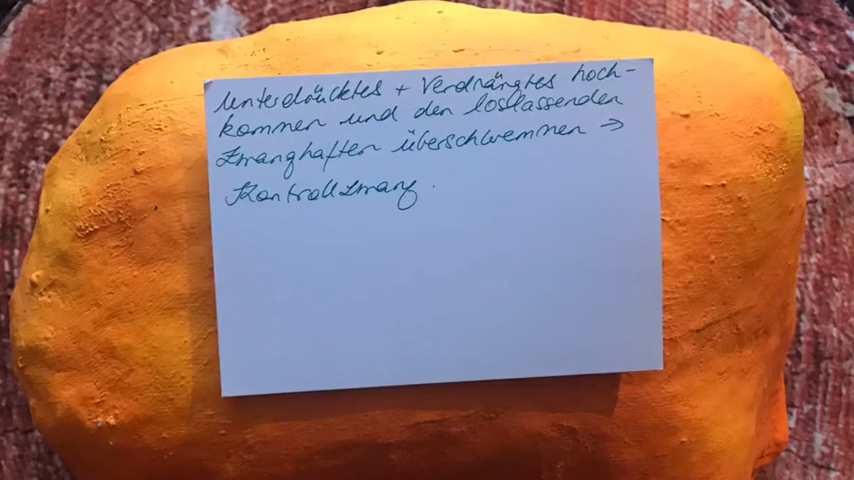 Unterdrücktes + Verdrängtes hoch-
kommen und den loslassenden
Zwanghaften überschwemmen →
Kontrollzwang.